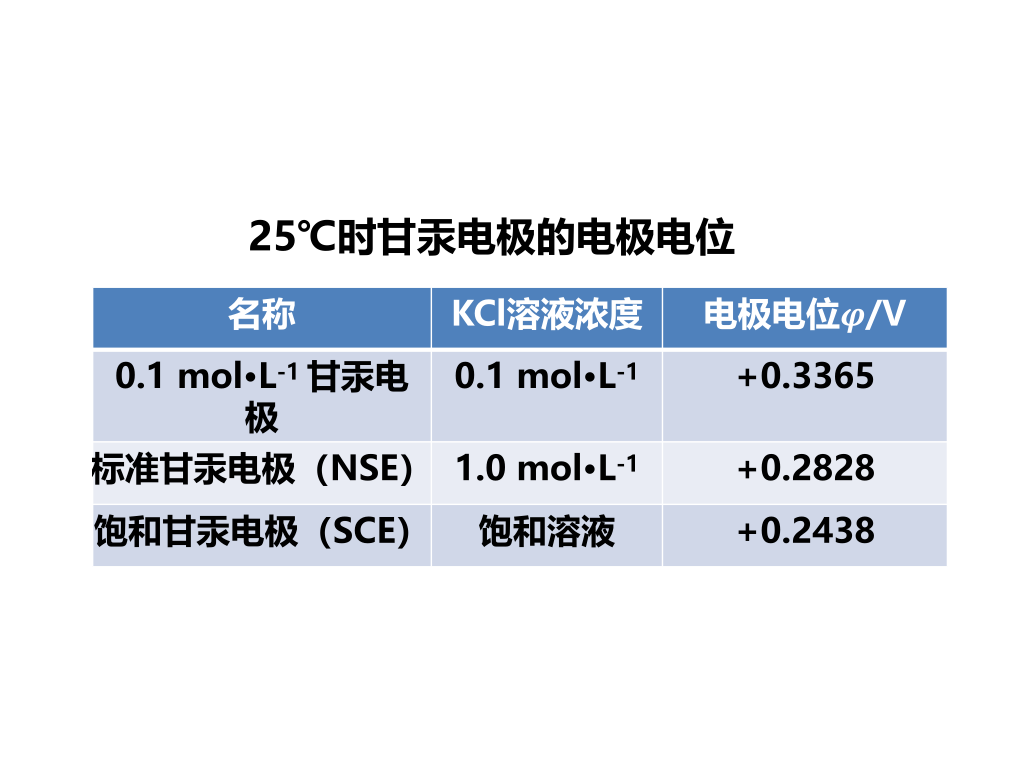 25℃时甘汞电极的电极电位
名称 KCl溶液浓度 电极电位φ/V
0.1 mol•L-1 甘汞电 0.1 mol•L-1 +0.3365
极
标准甘汞电极（NSE） 1.0 mol•L-1 +0.2828
饱和甘汞电极（SCE） 饱和溶液 +0.2438